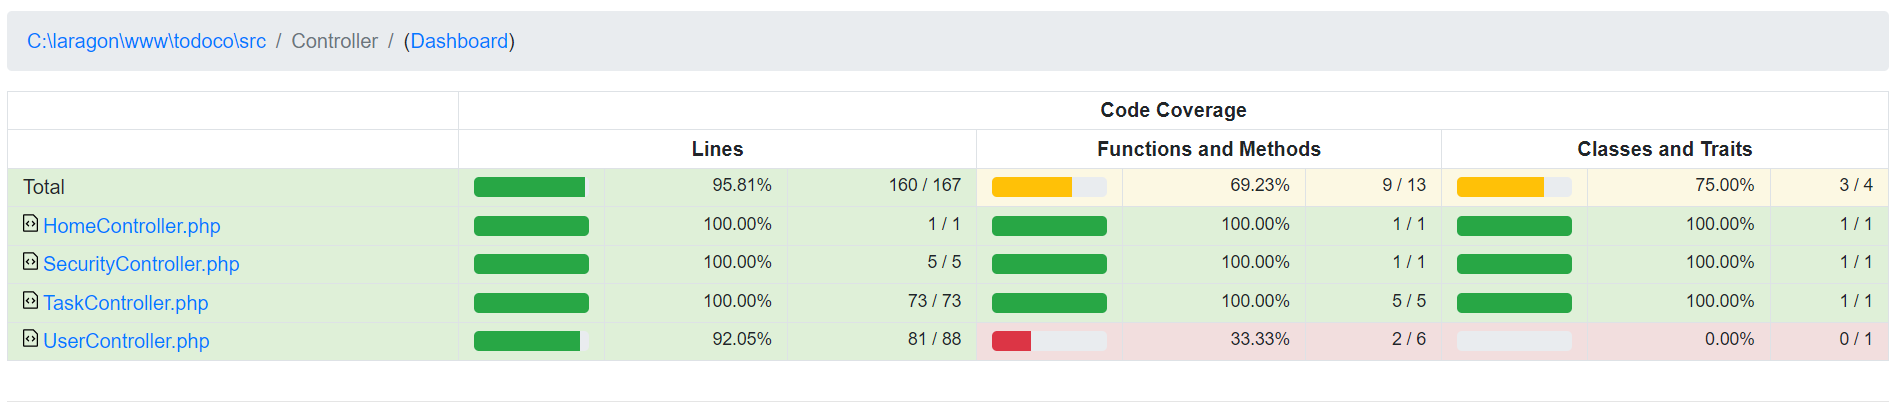 C:\laragon\www\todoco\src / Controller / (Dashboard)
Code Coverage
Lines Functions and Methods Classes and Traits
Total 95.81% 160 / 167 69.23% 9 / 13 75.00% 3 / 4
HomeController.php 100.00% 1 / 1 100.00% 1 / 1 100.00% 1 / 1
SecurityController.php 100.00% 5 / 5 100.00% 1 / 1 100.00% 1 / 1
TaskController.php 100.00% 73 / 73 100.00% 5 / 5 100.00% 1 / 1
UserController.php 92.05% 81 / 88 33.33% 2 / 6 0.00% 0 / 1